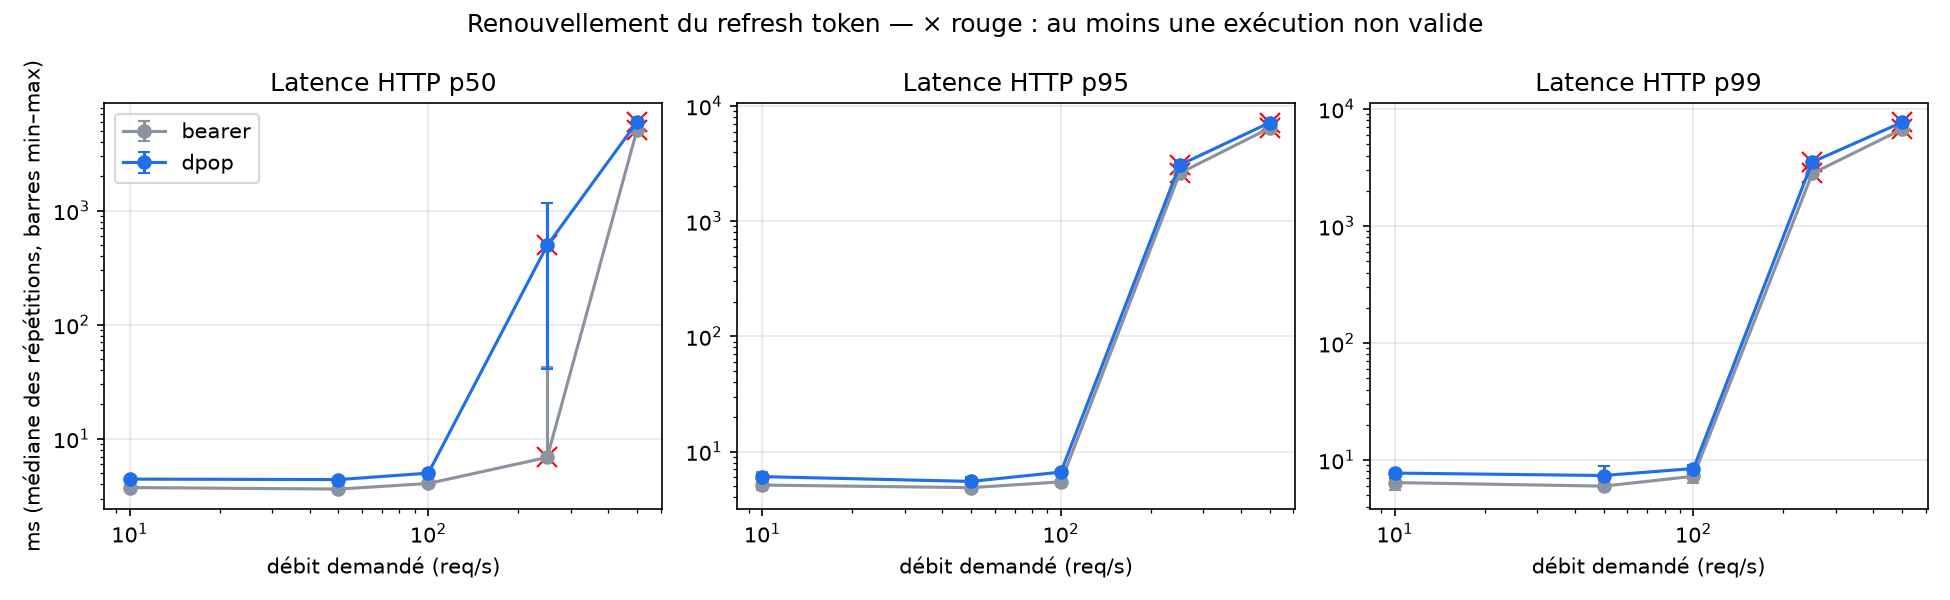 Renouvellement du refresh token — × rouge : au moins une exécution non valide
Latence HTTP p50
Latence HTTP p95
Latence HTTP p99
ms (médiane des répétitions, barres min–max)
bearer
dpop
10³
10²
10¹
10¹
10²
débit demandé (req/s)
10⁴
10³
10²
10¹
10¹
10²
débit demandé (req/s)
10⁴
10³
10²
10¹
10¹
10²
débit demandé (req/s)